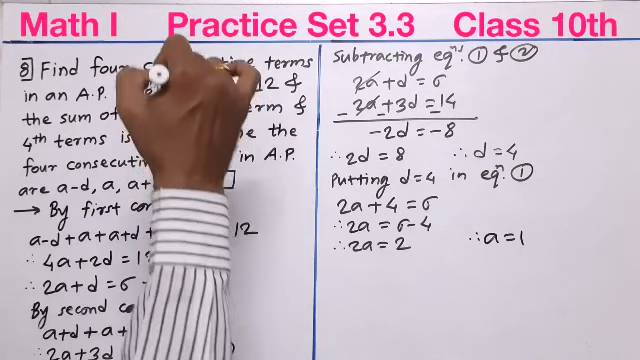 Math I Practice Set 3.3 Class 10th
8] Find four terms
in an A.P. 12 &
the sum of term &
4th terms is the
four consecutive in A.P.
are a-d, a, a+
→ By first con
a-d + a + a+d + 12
∴ 4a + 2d = 12
∴ 2a + d = 6
By second co
a+d + a +
∴ 2a + 3d
Subtracting eqⁿˢ ① & ②
2a + d = 6
- 2a + 3d = 14
-2d = -8
∴ 2d = 8 ∴ d = 4
Putting d=4 in eqⁿ. ①
2a + 4 = 6
∴ 2a = 6-4
∴ 2a = 2 ∴ a = 1